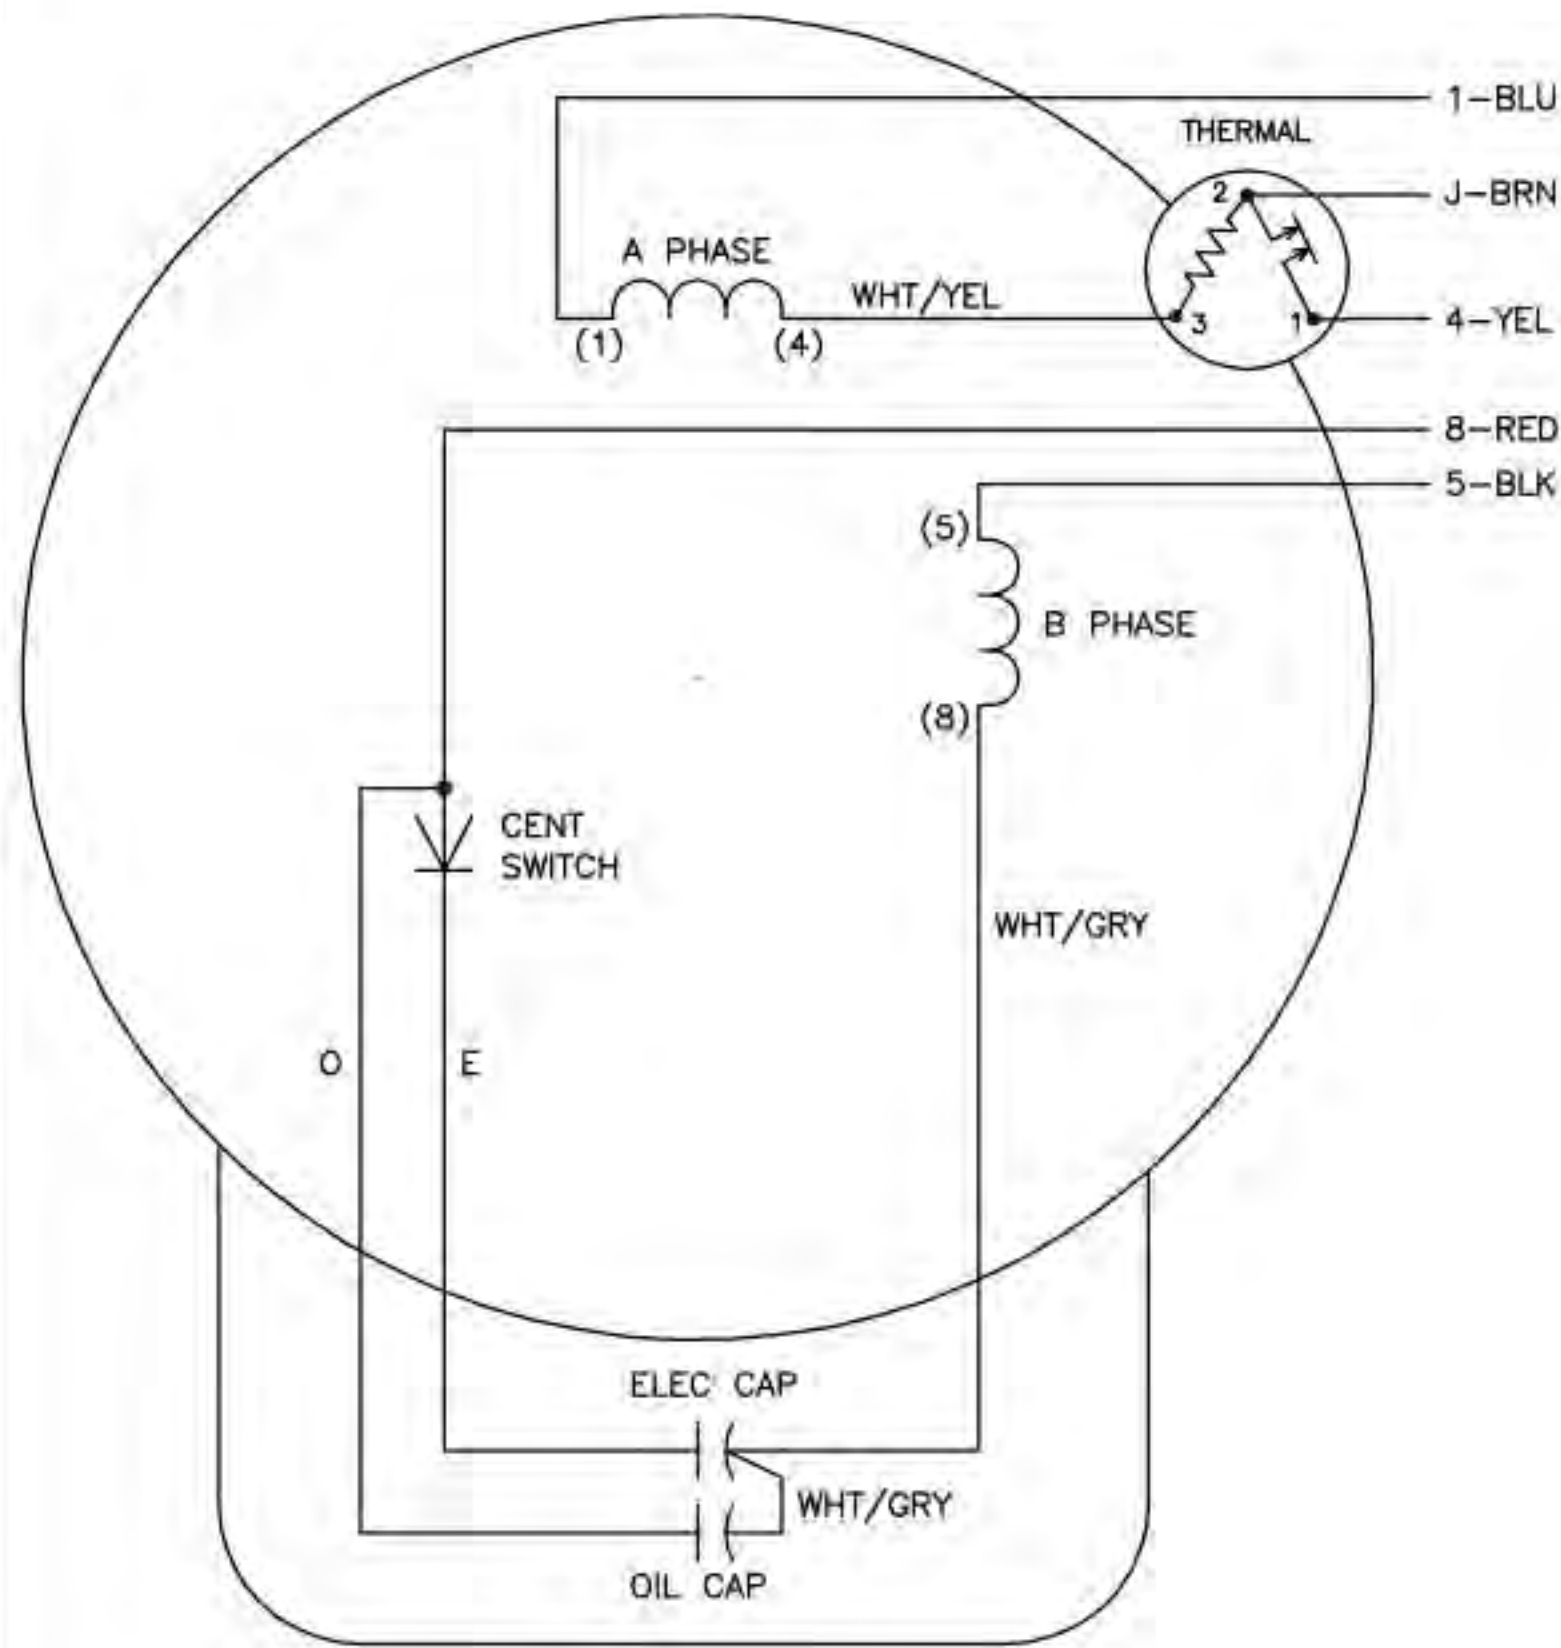 1-BLU
THERMAL
2
J-BRN
A PHASE
WHT/YEL
3
1
4-YEL
(1)
(4)
8-RED
5-BLK
(5)
B PHASE
(8)
CENT
SWITCH
WHT/GRY
O
E
ELEC CAP
WHT/GRY
OIL CAP